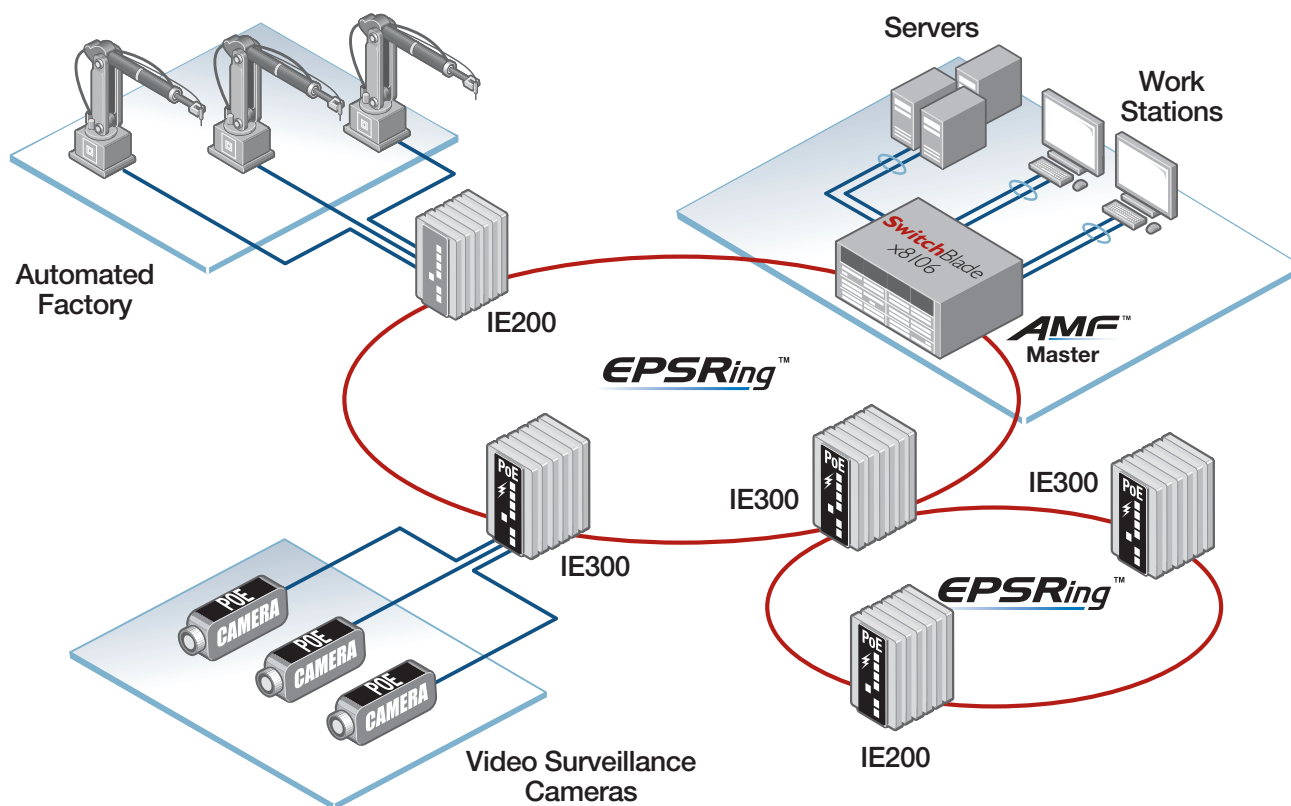 Servers
Work
Stations
SwitchBlade
x8106
Automated
Factory
IE200
AMF™
Master
EPSRing™
PoE
IE300
PoE
IE300
IE300
PoE
POE
CAMERA
POE
CAMERA
POE
CAMERA
EPSRing™
PoE
IE200
Video Surveillance
Cameras